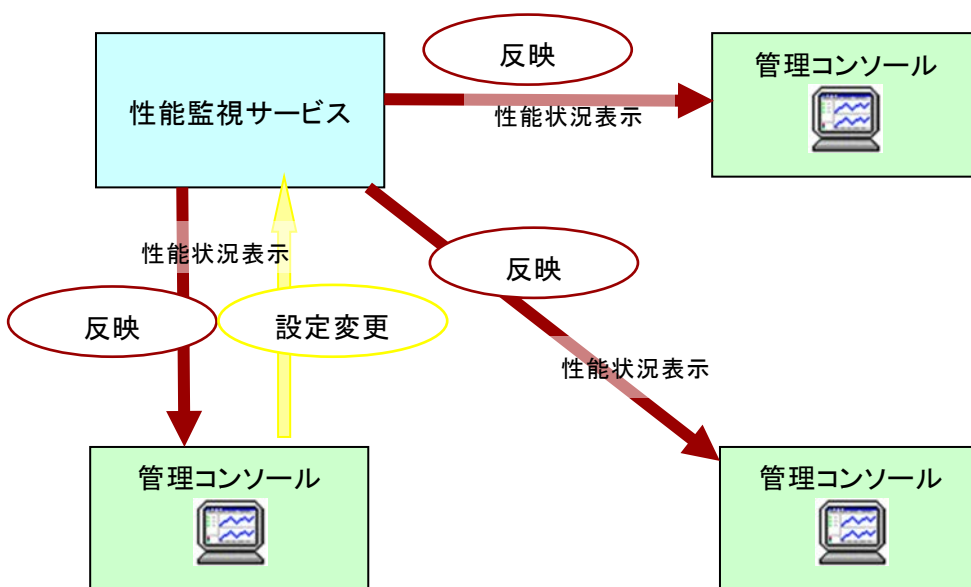 反映
管理コンソール
性能監視サービス
性能状況表示
性能状況表示
反映
反映
設定変更
性能状況表示
管理コンソール
管理コンソール